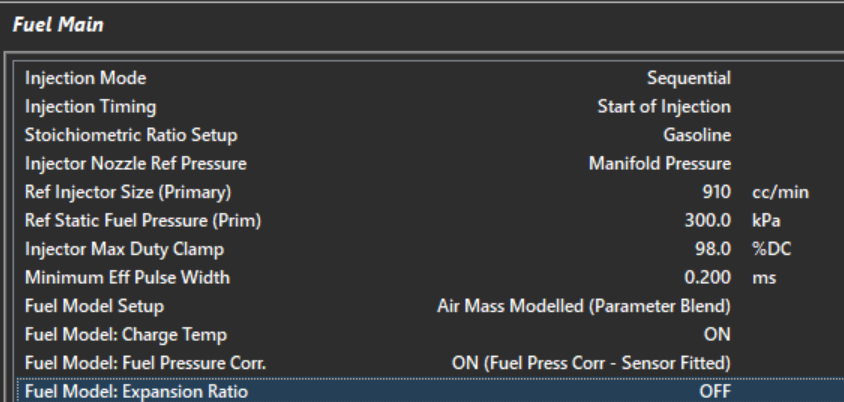 Fuel Main
Injection Mode Sequential
Injection Timing Start of Injection
Stoichiometric Ratio Setup Gasoline
Injector Nozzle Ref Pressure Manifold Pressure
Ref Injector Size (Primary) 910 cc/min
Ref Static Fuel Pressure (Prim) 300.0 kPa
Injector Max Duty Clamp 98.0 %DC
Minimum Eff Pulse Width 0.200 ms
Fuel Model Setup Air Mass Modelled (Parameter Blend)
Fuel Model: Charge Temp ON
Fuel Model: Fuel Pressure Corr. ON (Fuel Press Corr - Sensor Fitted)
Fuel Model: Expansion Ratio OFF